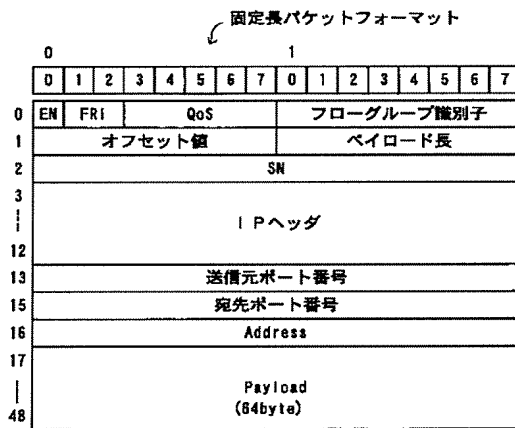 固定長パケットフォーマット
0 1
0 1 2 3 4 5 6 7 0 1 2 3 4 5 6 7
0 EN FRI QoS フローグループ識別子
1 オフセット値 ペイロード長
2 SN
3
IPヘッダ
12
13 送信元ポート番号
15 宛先ポート番号
16 Address
17
Payload
(64byte)
48